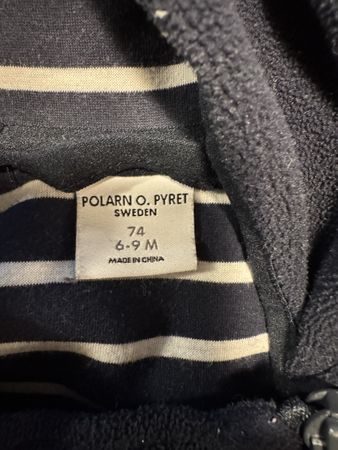 POLARN O. PYRET
SWEDEN
74
6-9 M
MADE IN CHINA